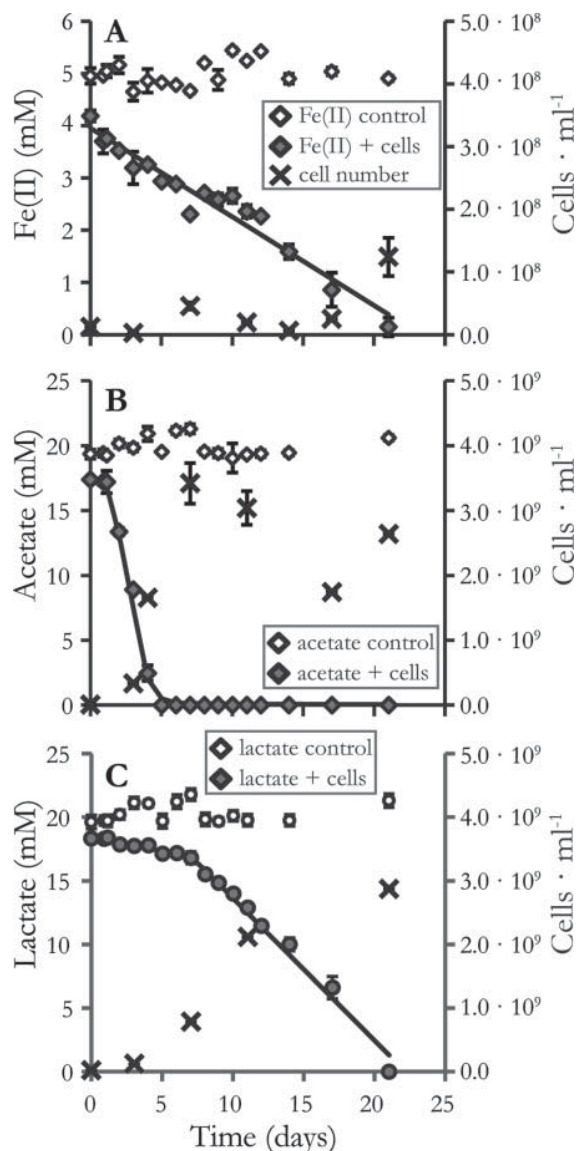 A
Fe(II) (mM)
6
5
4
3
2
1
0
5.0 · 10⁸
4.0 · 10⁸
3.0 · 10⁸
2.0 · 10⁸
1.0 · 10⁸
0.0
Cells · ml⁻¹
Fe(II) control
Fe(II) + cells
cell number
B
Acetate (mM)
25
20
15
10
5
0
5.0 · 10⁹
4.0 · 10⁹
3.0 · 10⁹
2.0 · 10⁹
1.0 · 10⁹
0.0
Cells · ml⁻¹
acetate control
acetate + cells
C
Lactate (mM)
25
20
15
10
5
0
5.0 · 10⁹
4.0 · 10⁹
3.0 · 10⁹
2.0 · 10⁹
1.0 · 10⁹
0.0
Cells · ml⁻¹
lactate control
lactate + cells
0 5 10 15 20 25
Time (days)